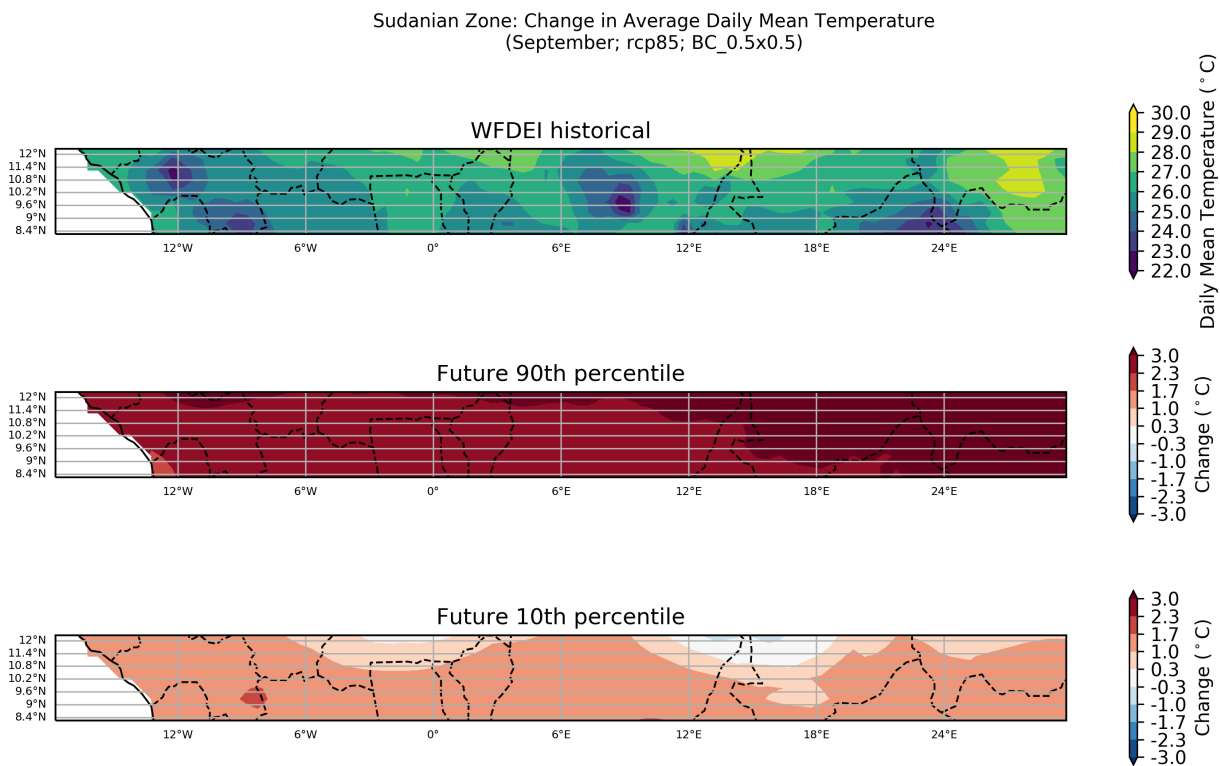 Sudanian Zone: Change in Average Daily Mean Temperature
(September; rcp85; BC_0.5x0.5)
WFDEI historical
12°N
11.4°N
10.8°N
10.2°N
9.6°N
9°N
8.4°N
12°W 6°W 0° 6°E 12°E 18°E 24°E
30.0
29.0
28.0
27.0
26.0
25.0
24.0
23.0
22.0
Daily Mean Temperature (°C)
Future 90th percentile
12°N
11.4°N
10.8°N
10.2°N
9.6°N
9°N
8.4°N
12°W 6°W 0° 6°E 12°E 18°E 24°E
3.0
2.3
1.7
1.0
0.3
-0.3
-1.0
-1.7
-2.3
-3.0
Change (°C)
Future 10th percentile
12°N
11.4°N
10.8°N
10.2°N
9.6°N
9°N
8.4°N
12°W 6°W 0° 6°E 12°E 18°E 24°E
3.0
2.3
1.7
1.0
0.3
-0.3
-1.0
-1.7
-2.3
-3.0
Change (°C)